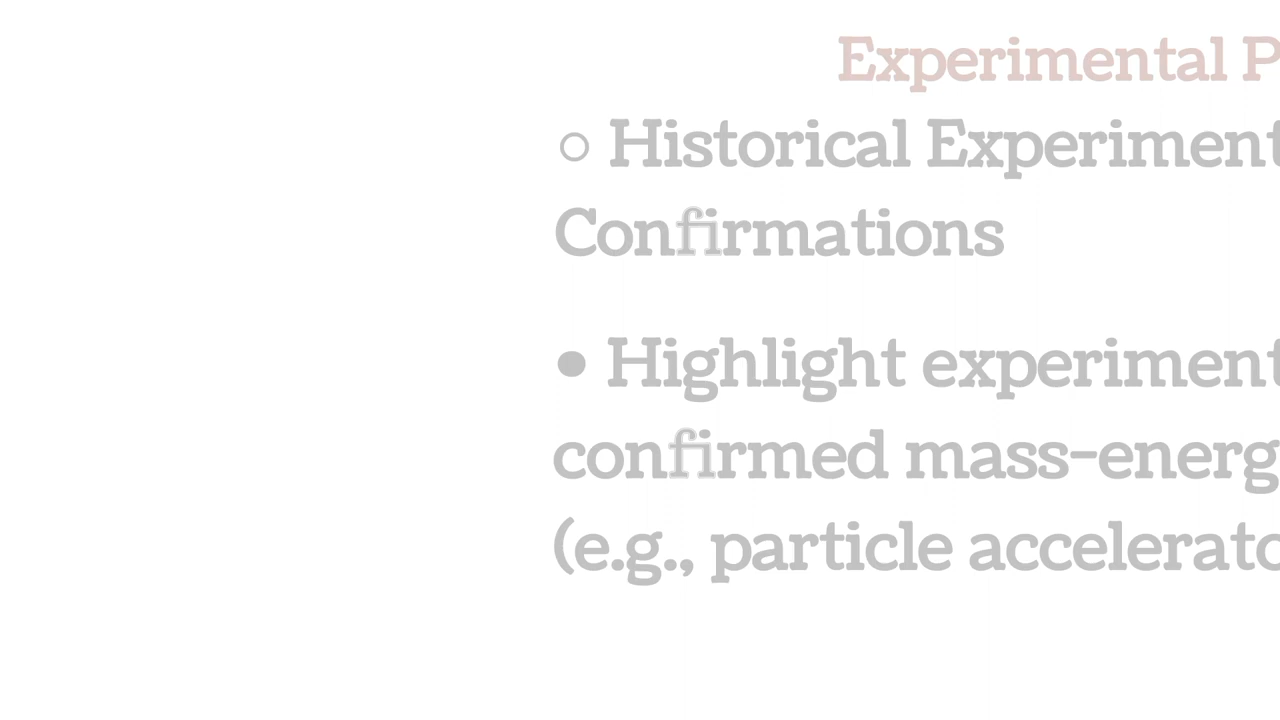 Experimental P
○ Historical Experiment
Confirmations
● Highlight experiment
confirmed mass-energ
(e.g., particle accelerato